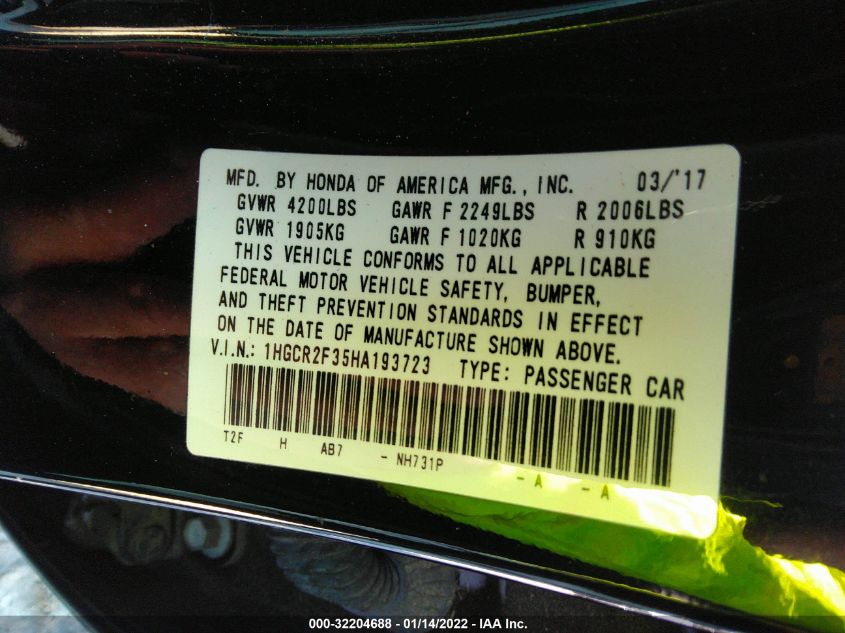 MFD. BY HONDA OF AMERICA MFG., INC. 03/'17
GVWR 4200LBS GAWR F 2249LBS R 2006LBS
GVWR 1905KG GAWR F 1020KG R 910KG
THIS VEHICLE CONFORMS TO ALL APPLICABLE
FEDERAL MOTOR VEHICLE SAFETY, BUMPER,
AND THEFT PREVENTION STANDARDS IN EFFECT
ON THE DATE OF MANUFACTURE SHOWN ABOVE.
V.I.N.: 1HGCR2F35HA193723 TYPE: PASSENGER CAR
T2F H AB7 - NH731P - A - A
000-32204688 - 01/14/2022 - IAA Inc.